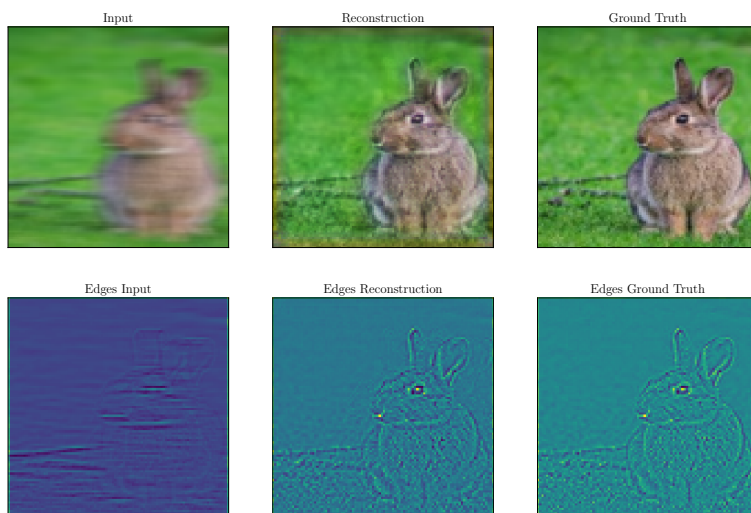 Input
Reconstruction
Ground Truth
Edges Input
Edges Reconstruction
Edges Ground Truth